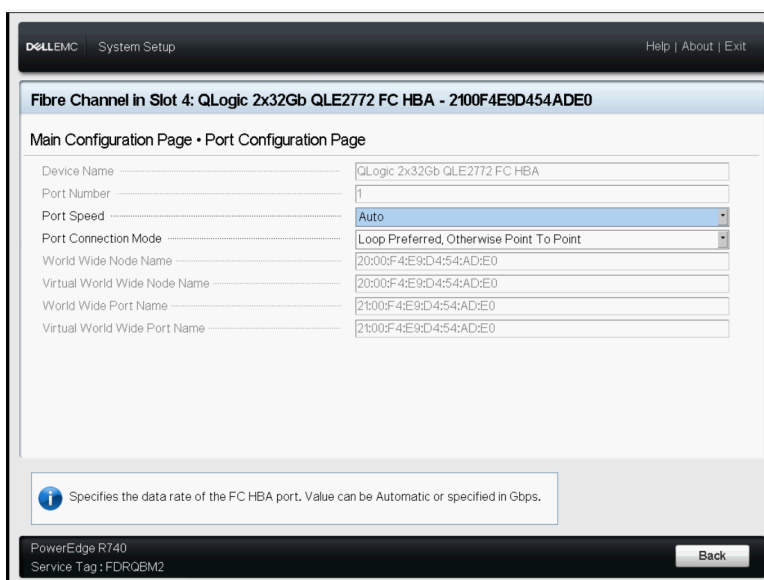 DELLEMC System Setup Help | About | Exit
Fibre Channel in Slot 4: QLogic 2x32Gb QLE2772 FC HBA - 2100F4E9D454ADE0
Main Configuration Page • Port Configuration Page
Device Name QLogic 2x32Gb QLE2772 FC HBA
Port Number 1
Port Speed Auto
Port Connection Mode Loop Preferred, Otherwise Point To Point
World Wide Node Name 20:00:F4:E9:D4:54:AD:E0
Virtual World Wide Node Name 20:00:F4:E9:D4:54:AD:E0
World Wide Port Name 21:00:F4:E9:D4:54:AD:E0
Virtual World Wide Port Name 21:00:F4:E9:D4:54:AD:E0
Specifies the data rate of the FC HBA port. Value can be Automatic or specified in Gbps.
PowerEdge R740
Service Tag : FDRQBM2
Back